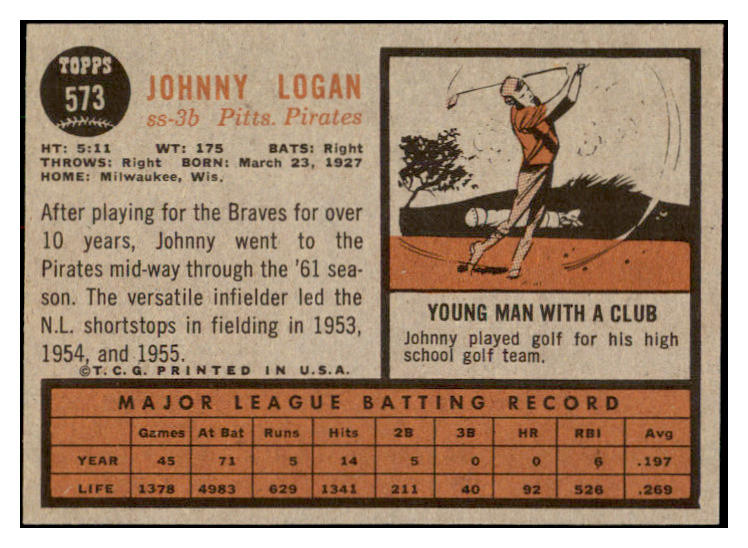 TOPPS
573
JOHNNY LOGAN
ss-3b Pitts. Pirates
HT: 5:11 WT: 175 BATS: Right
THROWS: Right BORN: March 23, 1927
HOME: Milwaukee, Wis.
After playing for the Braves for over
10 years, Johnny went to the
Pirates mid-way through the '61 sea-
son. The versatile infielder led the
N.L. shortstops in fielding in 1953,
1954, and 1955.
©T.C.G. PRINTED IN U.S.A.
YOUNG MAN WITH A CLUB
Johnny played golf for his high
school golf team.
MAJOR LEAGUE BATTING RECORD
Games At Bat Runs Hits 2B 3B HR RBI Avg
YEAR 45 71 5 14 5 0 0 6 .197
LIFE 1378 4983 629 1341 211 40 92 526 .269